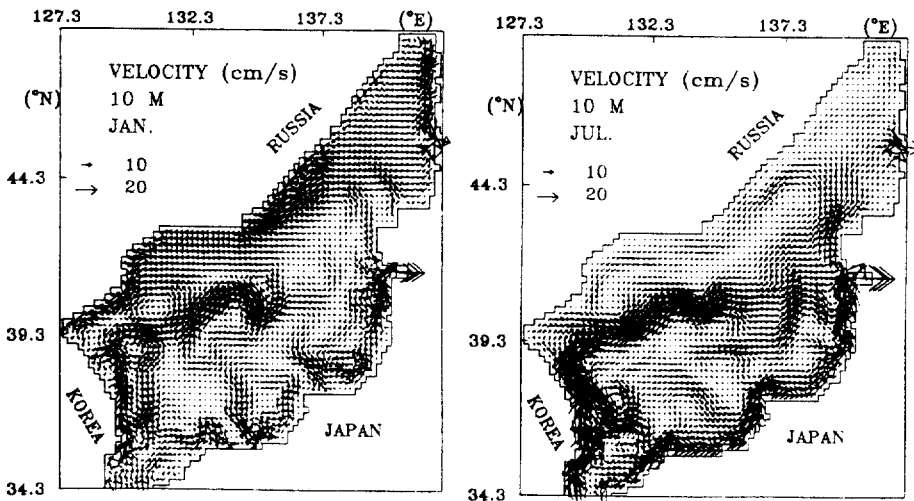 127.3 132.3 137.3 (°E)
VELOCITY (cm/s)
(°N) 10 M
JAN.
RUSSIA
10
44.3
20
39.3
KOREA
JAPAN
34.3
127.3 132.3 137.3 (°E)
VELOCITY (cm/s)
(°N) 10 M
JUL.
RUSSIA
10
44.3
20
39.3
KOREA
JAPAN
34.3